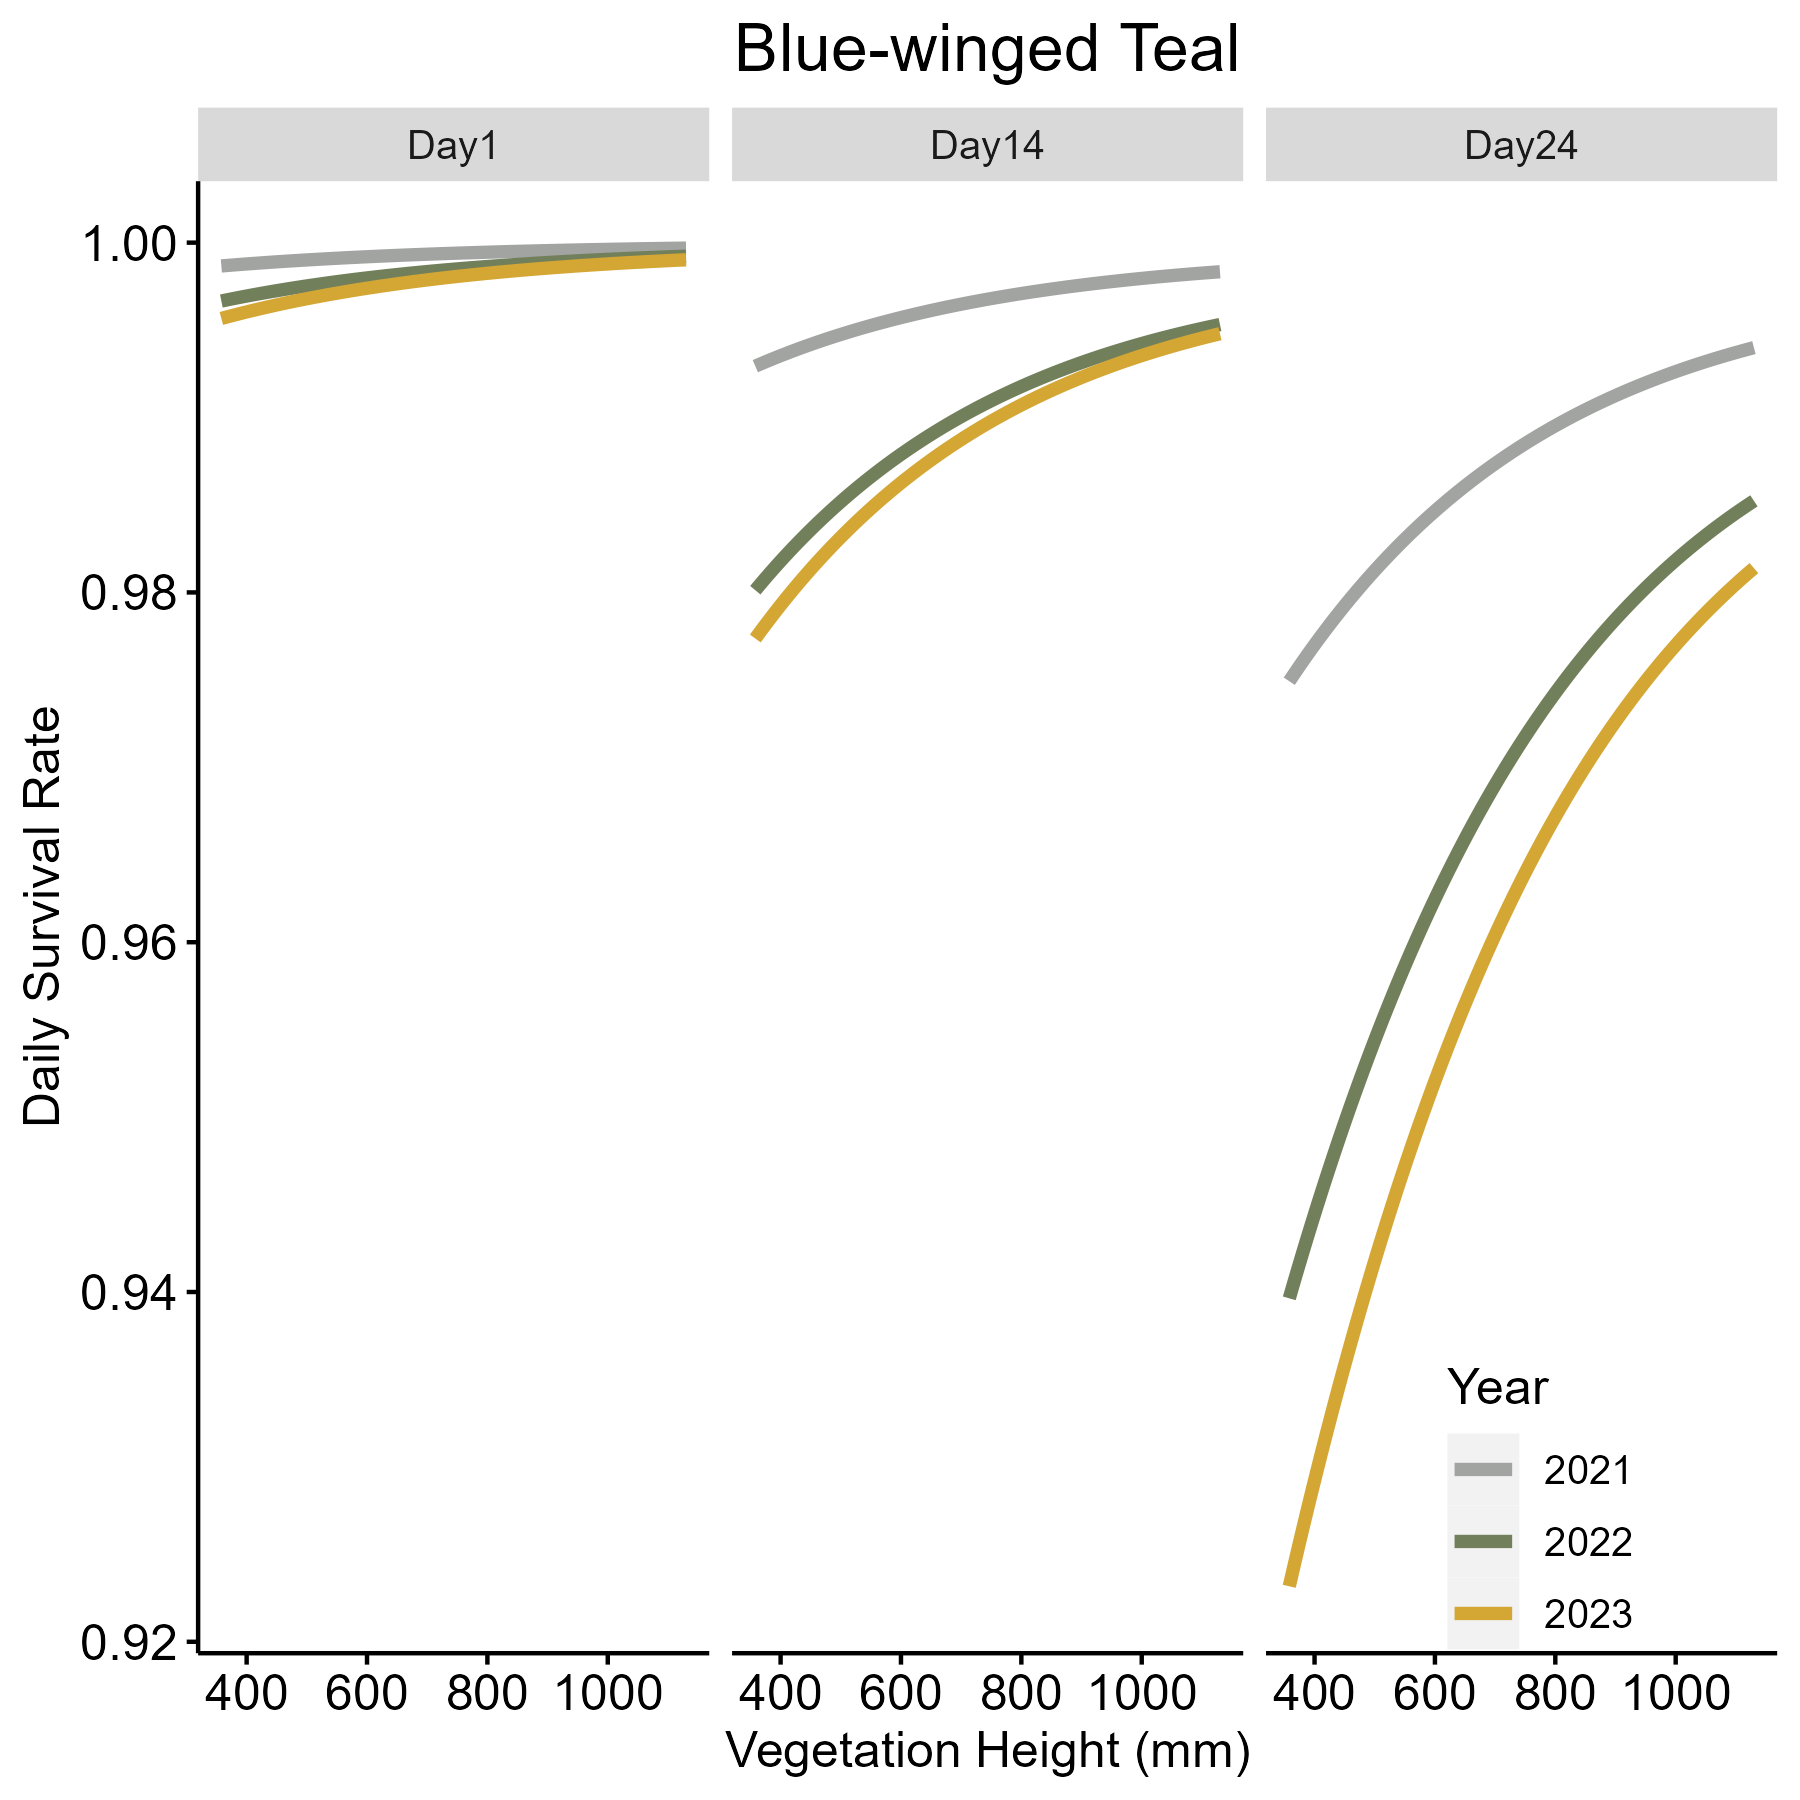 Blue-winged Teal
Day1 Day14 Day24
1.00
0.98
0.96
0.94
0.92
Daily Survival Rate
Year
2021
2022
2023
400 600 800 1000 400 600 800 1000 400 600 800 1000
Vegetation Height (mm)